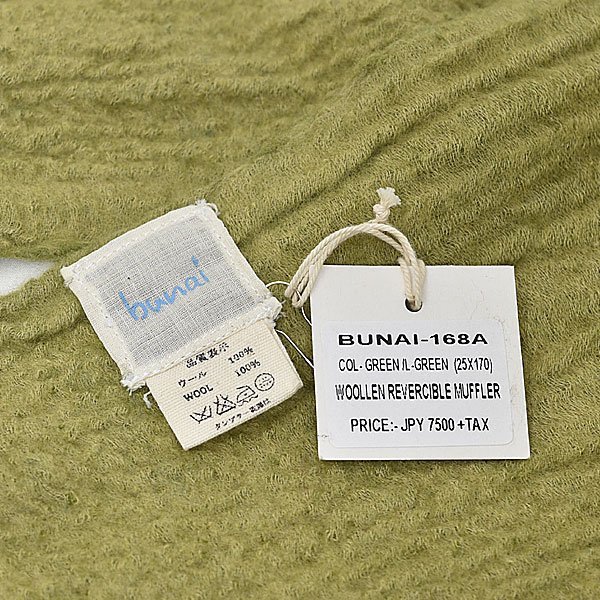 bunai
品質表示
ウール 100%
WOOL 100%
BUNAI-168A
COL- GREEN /L-GREEN (25X170)
WOOLLEN REVERCIBLE MUFFLER
PRICE:- JPY 7500 +TAX